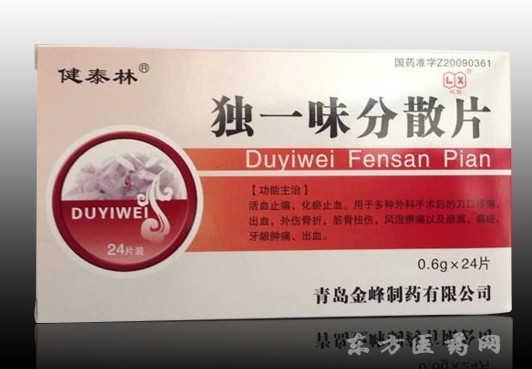 健泰林®
国药准字Z20090361
LX
独一味分散片
Duyiwei Fensan Pian
【功能主治】
活血止痛、化瘀止血。用于多种外科手术后的刀口疼痛、
出血，外伤骨折，筋骨扭伤，风湿痹痛以及崩漏、痛经、
牙龈肿痛、出血。
DUYIWEI
24片装
0.6g×24片
青岛金峰制药有限公司
东方医药网